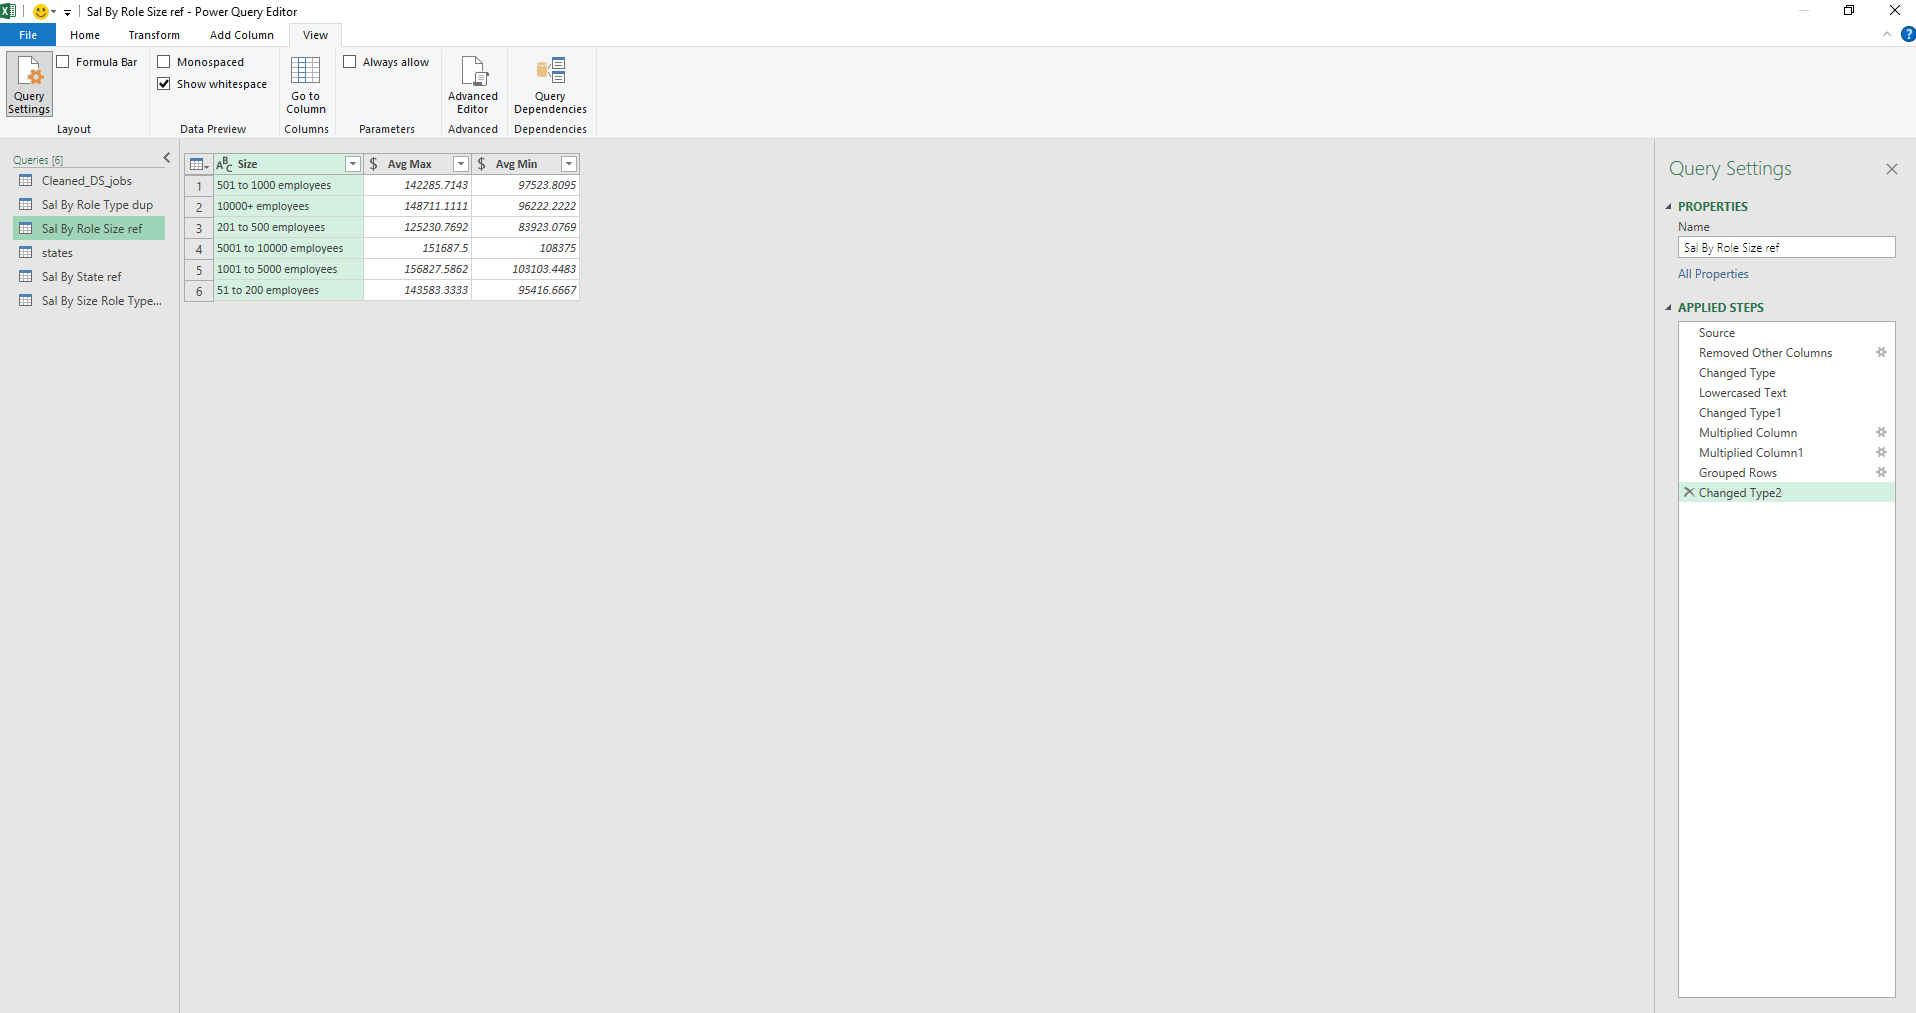 Sal By Role Size ref - Power Query Editor
File Home Transform Add Column View
Query Settings
Formula Bar
Layout
Monospaced
Show whitespace
Data Preview
Go to Column
Columns
Always allow
Parameters
Advanced Editor
Advanced
Query Dependencies
Dependencies
Queries [6]
Cleaned_DS_jobs
Sal By Role Type dup
Sal By Role Size ref
states
Sal By State ref
Sal By Size Role Type...
ABC Size $ Avg Max $ Avg Min
1 501 to 1000 employees 142285.7143 97523.8095
2 10000+ employees 148711.1111 96222.2222
3 201 to 500 employees 125230.7692 83923.0769
4 5001 to 10000 employees 151687.5 108375
5 1001 to 5000 employees 156827.5862 103103.4483
6 51 to 200 employees 143583.3333 95416.6667
Query Settings
PROPERTIES
Name
Sal By Role Size ref
All Properties
APPLIED STEPS
Source
Removed Other Columns
Changed Type
Lowercased Text
Changed Type1
Multiplied Column
Multiplied Column1
Grouped Rows
Changed Type2